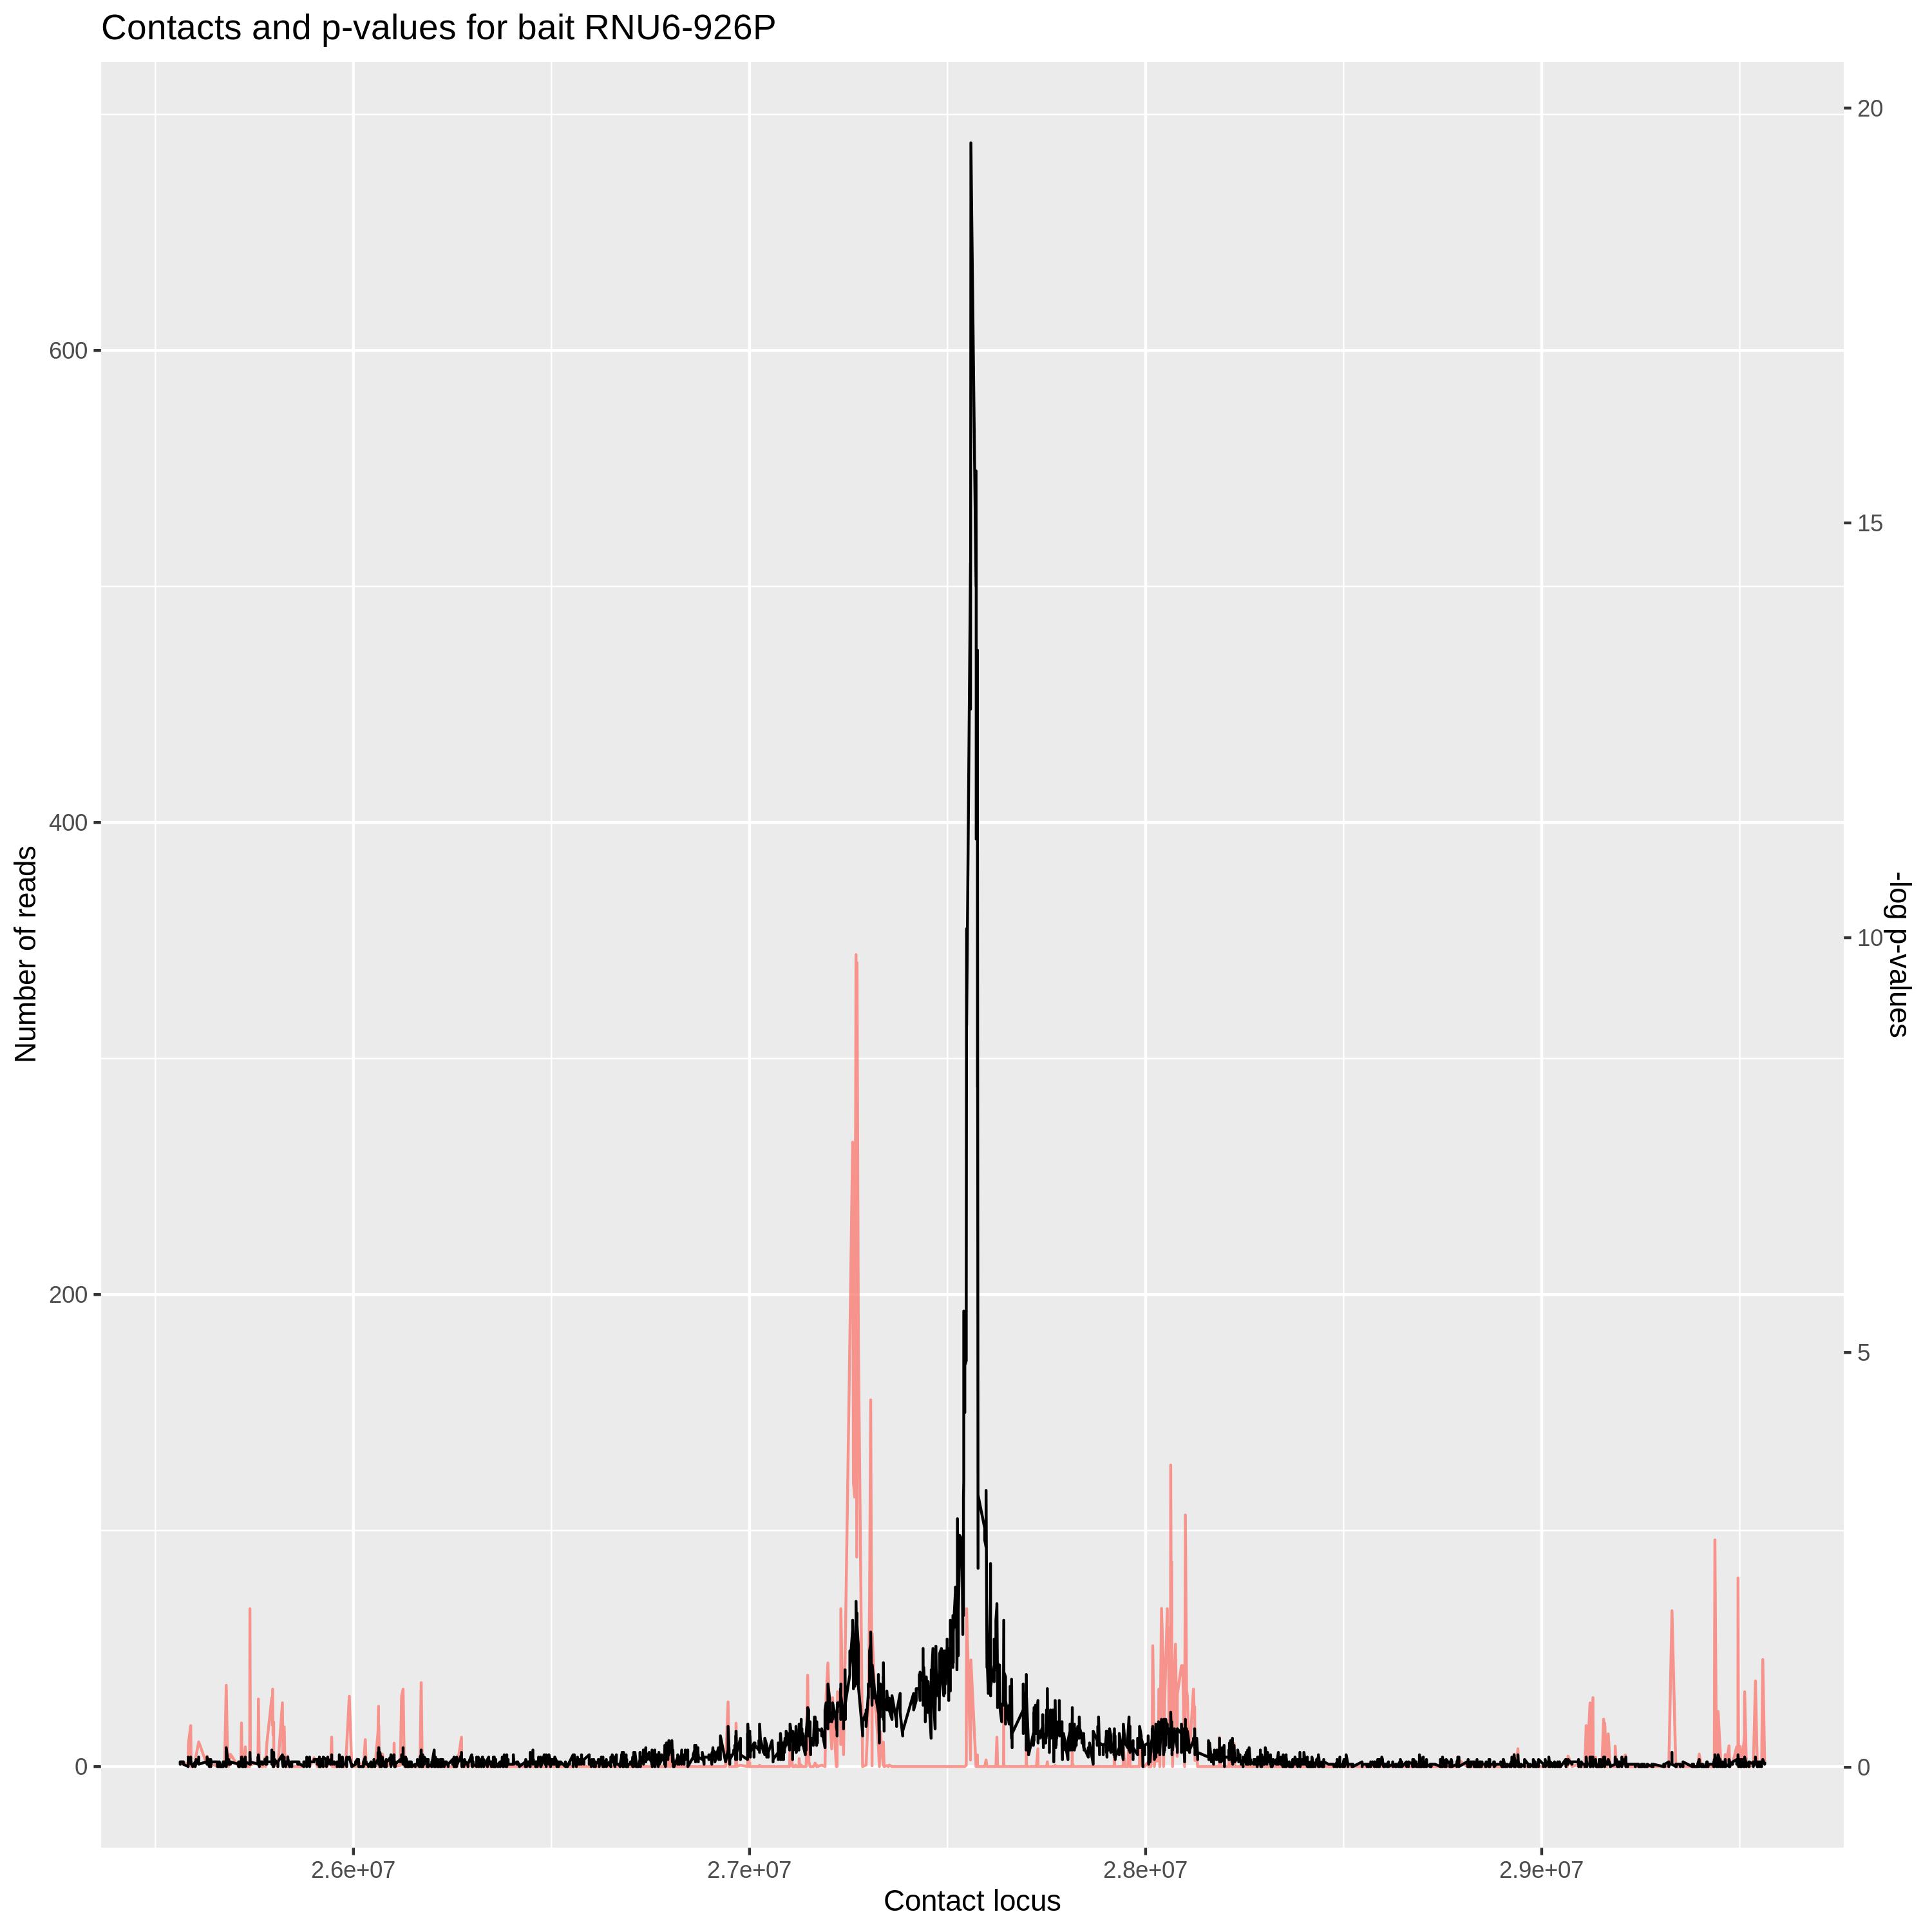 Contacts and p-values for bait RNU6-926P
Number of reads
600
400
200
0
20
15
10
5
0
-log p-values
2.6e+07
2.7e+07
2.8e+07
2.9e+07
Contact locus